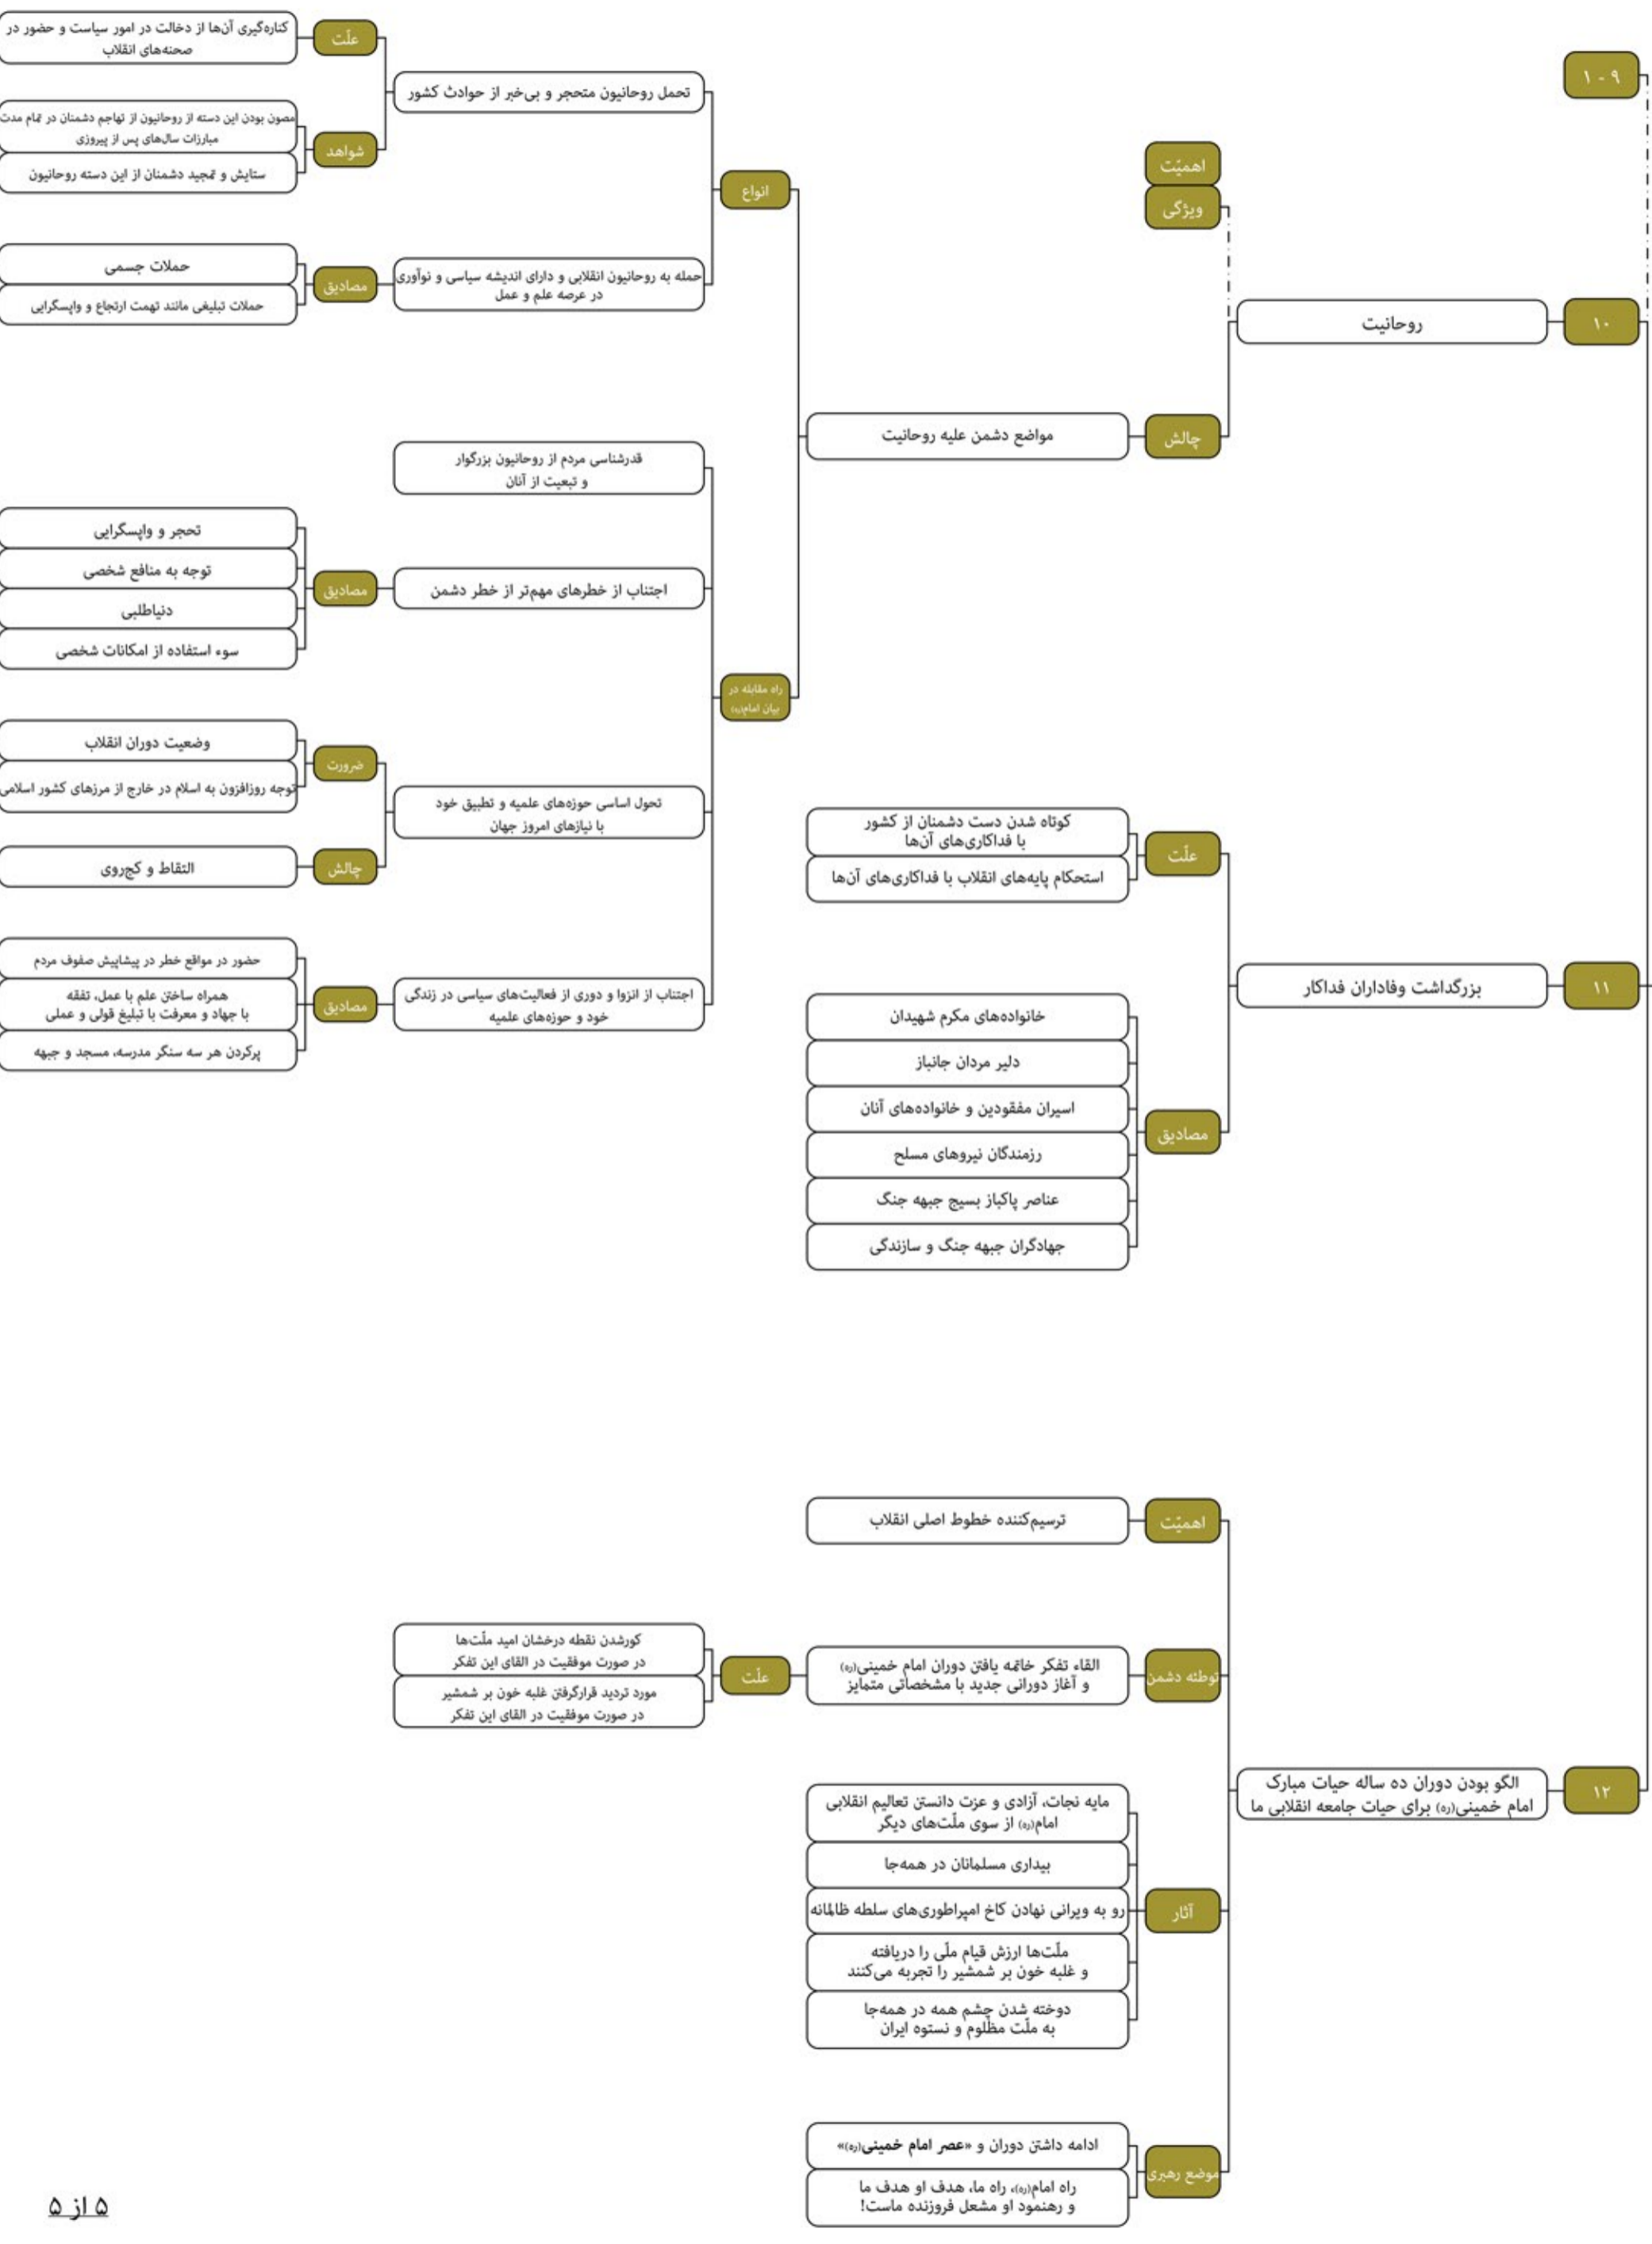 ۱ - ۹
۱۰
روحانیت
اهمیّت
ویژگی
چالش
مواضع دشمن علیه روحانیت
انواع
تحمل روحانیون متحجر و بی‌خبر از حوادث کشور
علّت
کناره‌گیری آن‌ها از دخالت در امور سیاست و حضور در
صحنه‌های انقلاب
شواهد
مصون بودن این دسته از روحانیون از تهاجم دشمنان در تمام مدت
مبارزات سال‌های پس از پیروزی
ستایش و تمجید دشمنان از این دسته روحانیون
حمله به روحانیون انقلابی و دارای اندیشه سیاسی و نوآوری
در عرصه علم و عمل
مصادیق
حملات جسمی
حملات تبلیغی مانند تهمت ارتجاع و واپسگرایی
راه مقابله در
بیان امام(ره)
قدرشناسی مردم از روحانیون بزرگوار
و تبعیت از آنان
اجتناب از خطرهای مهم‌تر از خطر دشمن
مصادیق
تحجر و واپسگرایی
توجه به منافع شخصی
دنیاطلبی
سوء استفاده از امکانات شخصی
تحول اساسی حوزه‌های علمیه و تطبیق خود
با نیازهای امروز جهان
ضرورت
وضعیت دوران انقلاب
توجه روزافزون به اسلام در خارج از مرزهای کشور اسلامی
چالش
التقاط و کج‌روی
اجتناب از انزوا و دوری از فعالیت‌های سیاسی در زندگی
خود و حوزه‌های علمیه
مصادیق
حضور در مواقع خطر در پیشاپیش صفوف مردم
همراه ساختن علم با عمل، تفقه
با جهاد و معرفت با تبلیغ قولی و عملی
پرکردن هر سه سنگر مدرسه، مسجد و جبهه
۱۱
بزرگداشت وفاداران فداکار
علّت
کوتاه شدن دست دشمنان از کشور
با فداکاری‌های آن‌ها
استحکام پایه‌های انقلاب با فداکاری‌های آن‌ها
مصادیق
خانواده‌های مکرم شهیدان
دلیر مردان جانباز
اسیران مفقودین و خانواده‌های آنان
رزمندگان نیروهای مسلح
عناصر پاکباز بسیج جبهه جنگ
جهادگران جبهه جنگ و سازندگی
۱۲
الگو بودن دوران ده ساله حیات مبارک
امام خمینی(ره) برای حیات جامعه انقلابی ما
اهمیّت
ترسیم‌کننده خطوط اصلی انقلاب
توطئه دشمن
القاء تفکر خاتمه یافتن دوران امام خمینی(ره)
و آغاز دورانی جدید با مشخصاتی متمایز
علّت
کورشدن نقطه درخشان امید ملّت‌ها
در صورت موفقیت در القای این تفکر
مورد تردید قرارگرفتن غلبه خون بر شمشیر
در صورت موفقیت در القای این تفکر
آثار
مایه نجات، آزادی و عزت دانستن تعالیم انقلابی
امام(ره) از سوی ملّت‌های دیگر
بیداری مسلمانان در همه‌جا
رو به ویرانی نهادن کاخ امپراطوری‌های سلطه ظالمانه
ملّت‌ها ارزش قیام ملّی را دریافته
و غلبه خون بر شمشیر را تجربه می‌کنند
دوخته شدن چشم همه در همه‌جا
به ملّت مظلوم و نستوه ایران
موضع رهبری
ادامه داشتن دوران و «عصر امام خمینی(ره)»
راه امام(ره)، راه ما، هدف او هدف ما
و رهنمود او مشعل فروزنده ماست!
۵ از ۵